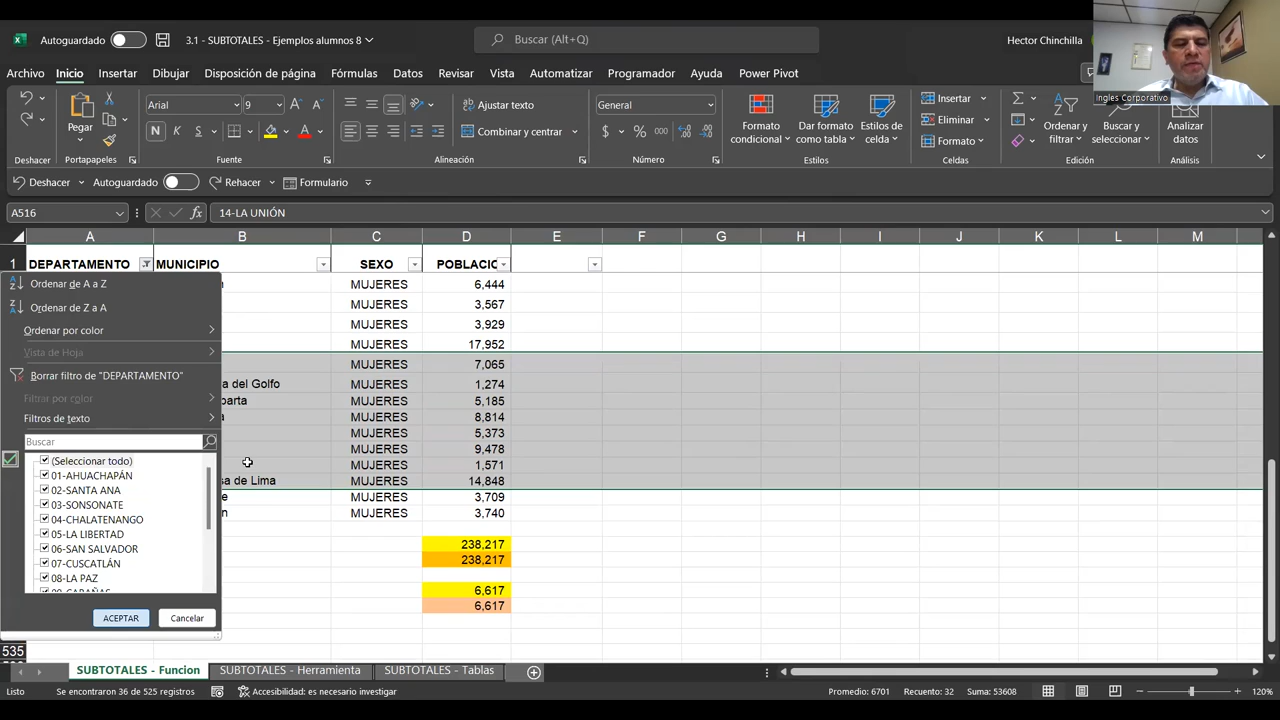 Autoguardado
3.1 - SUBTOTALES - Ejemplos alumnos 8
Buscar (Alt+Q)
Hector Chinchilla
Ingles Corporativo
Archivo Inicio Insertar Dibujar Disposición de página Fórmulas Datos Revisar Vista Automatizar Programador Ayuda Power Pivot
Pegar
Arial 9
N K S
Ajustar texto
Combinar y centrar
General
$ % 000
Formato condicional
Dar formato como tabla
Estilos de celda
Insertar
Eliminar
Formato
Ordenar y filtrar
Buscar y seleccionar
Analizar datos
Deshacer Portapapeles Fuente Alineación Número Estilos Celdas Edición Análisis
Deshacer Autoguardado Rehacer Formulario
A516 fx 14-LA UNIÓN
A B C D E F G H I J K L M
1 DEPARTAMENTO MUNICIPIO SEXO POBLACIO
MUJERES 6,444
MUJERES 3,567
MUJERES 3,929
MUJERES 17,952
MUJERES 7,065
a del Golfo MUJERES 1,274
parta MUJERES 5,185
MUJERES 8,814
MUJERES 5,373
MUJERES 9,478
MUJERES 1,571
sa de Lima MUJERES 14,848
e MUJERES 3,709
n MUJERES 3,740
238,217
238,217
6,617
6,617
535
Ordenar de A a Z
Ordenar de Z a A
Ordenar por color
Vista de Hoja
Borrar filtro de "DEPARTAMENTO"
Filtrar por color
Filtros de texto
Buscar
(Seleccionar todo)
01-AHUACHAPÁN
02-SANTA ANA
03-SONSONATE
04-CHALATENANGO
05-LA LIBERTAD
06-SAN SALVADOR
07-CUSCATLÁN
08-LA PAZ
09-CABAÑAS
ACEPTAR Cancelar
SUBTOTALES - Funcion SUBTOTALES - Herramienta SUBTOTALES - Tablas
Listo Se encontraron 36 de 525 registros Accesibilidad: es necesario investigar Promedio: 6701 Recuento: 32 Suma: 53608 120%